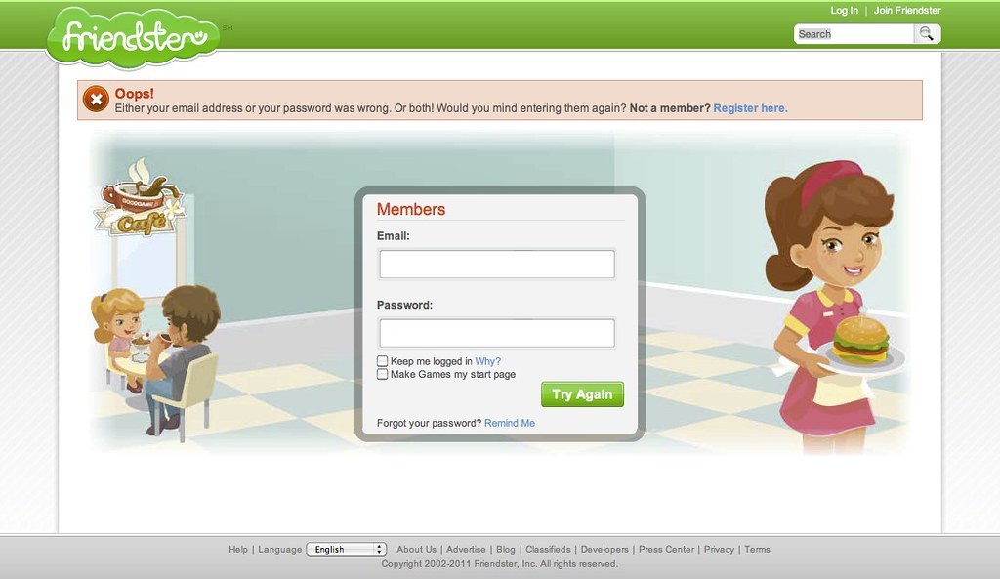 Log In | Join Friendster
friendster SM
Search
Oops!
Either your email address or your password was wrong. Or both! Would you mind entering them again? Not a member? Register here.
GOODGAME
Café
Members
Email:
Password:
Keep me logged in Why?
Make Games my start page
Try Again
Forgot your password? Remind Me
Help | Language English About Us | Advertise | Blog | Classifieds | Developers | Press Center | Privacy | Terms
Copyright 2002-2011 Friendster, Inc. All rights reserved.